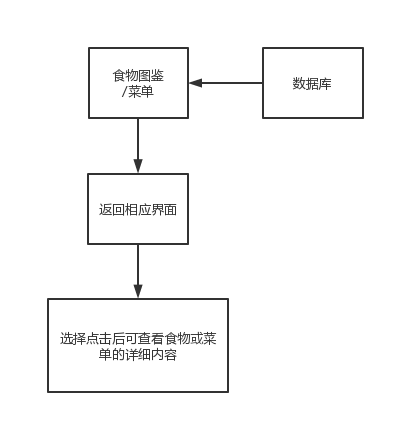 食物图鉴
/菜单
数据库
返回相应界面
选择点击后可查看食物或菜
单的详细内容